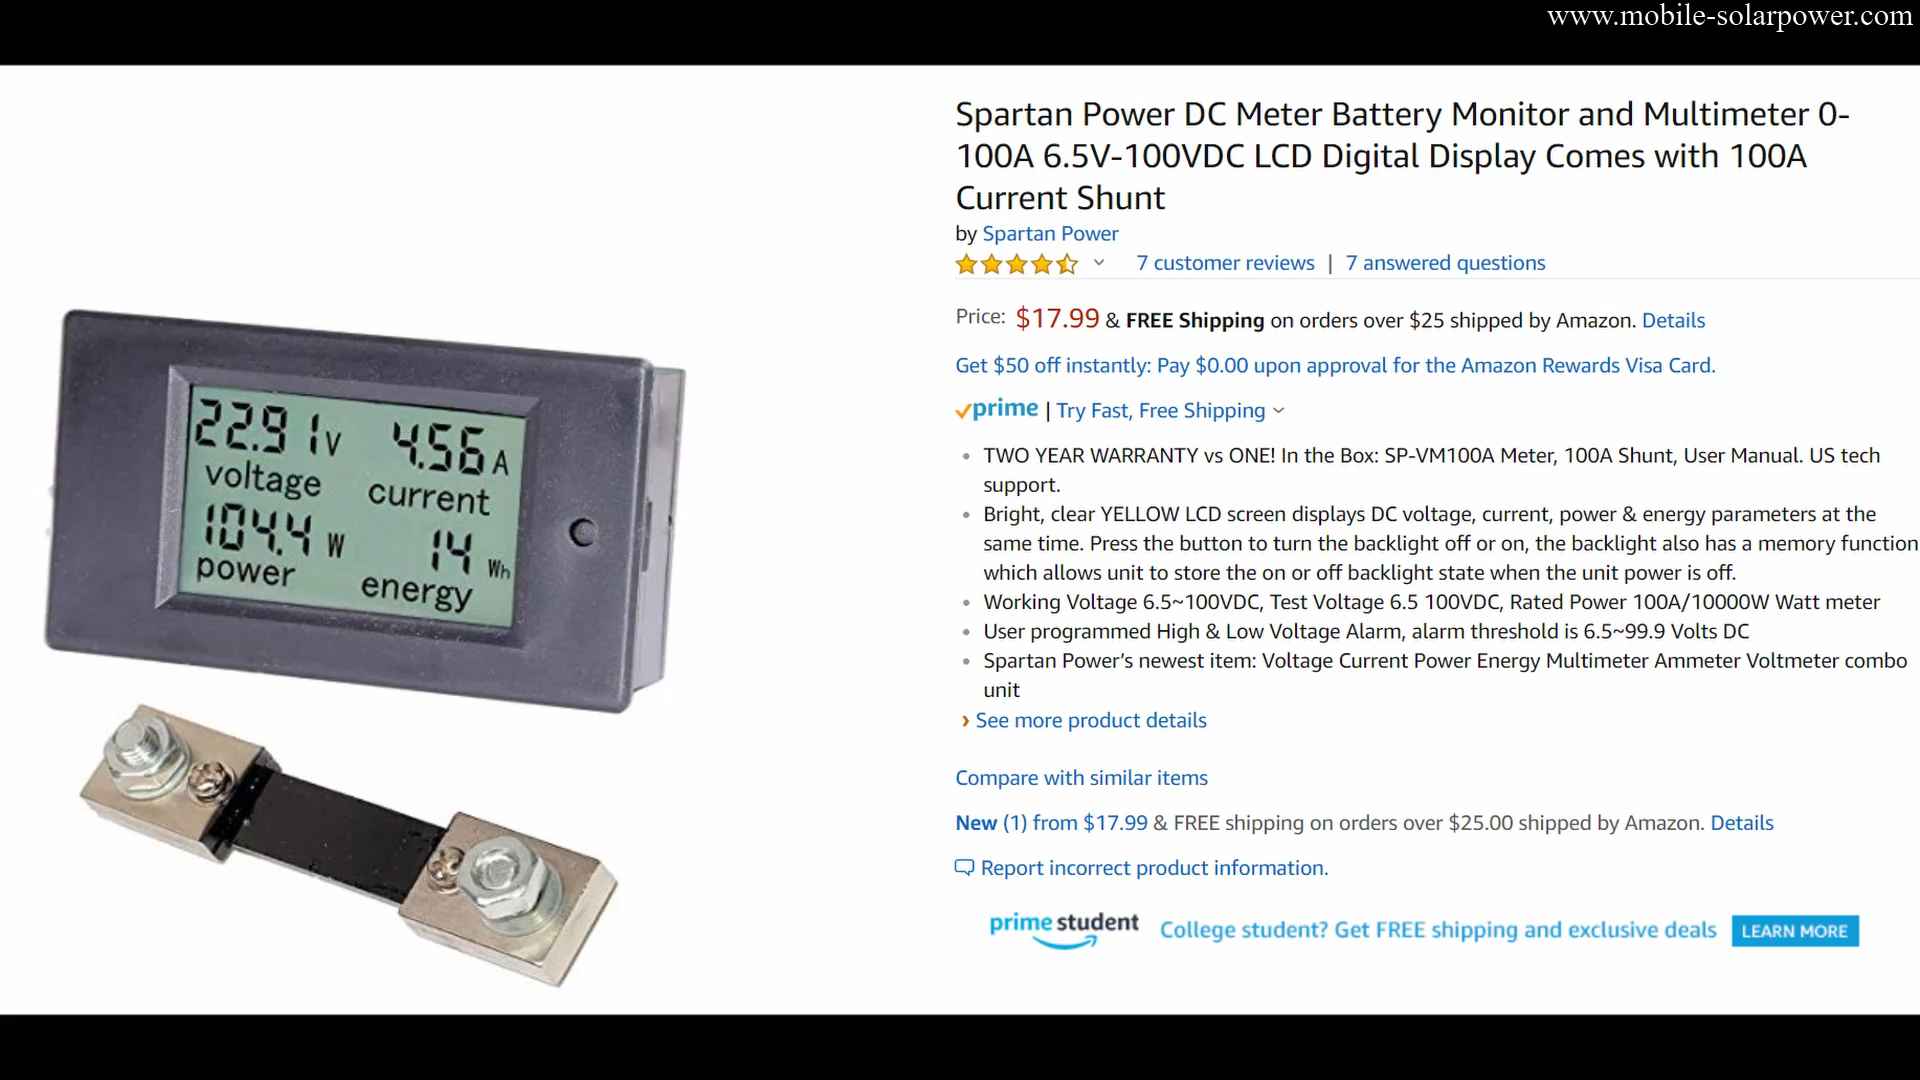 www.mobile-solarpower.com
Spartan Power DC Meter Battery Monitor and Multimeter 0-
100A 6.5V-100VDC LCD Digital Display Comes with 100A
Current Shunt
by Spartan Power
7 customer reviews | 7 answered questions
Price: $17.99 & FREE Shipping on orders over $25 shipped by Amazon. Details
Get $50 off instantly: Pay $0.00 upon approval for the Amazon Rewards Visa Card.
prime | Try Fast, Free Shipping
• TWO YEAR WARRANTY vs ONE! In the Box: SP-VM100A Meter, 100A Shunt, User Manual. US tech
support.
• Bright, clear YELLOW LCD screen displays DC voltage, current, power & energy parameters at the
same time. Press the button to turn the backlight off or on, the backlight also has a memory function
which allows unit to store the on or off backlight state when the unit power is off.
• Working Voltage 6.5~100VDC, Test Voltage 6.5 100VDC, Rated Power 100A/10000W Watt meter
• User programmed High & Low Voltage Alarm, alarm threshold is 6.5~99.9 Volts DC
• Spartan Power’s newest item: Voltage Current Power Energy Multimeter Ammeter Voltmeter combo
unit
› See more product details
Compare with similar items
New (1) from $17.99 & FREE shipping on orders over $25.00 shipped by Amazon. Details
Report incorrect product information.
prime student College student? Get FREE shipping and exclusive deals LEARN MORE
22.91V 4.56A
voltage current
104.4 W 14 Wh
power energy